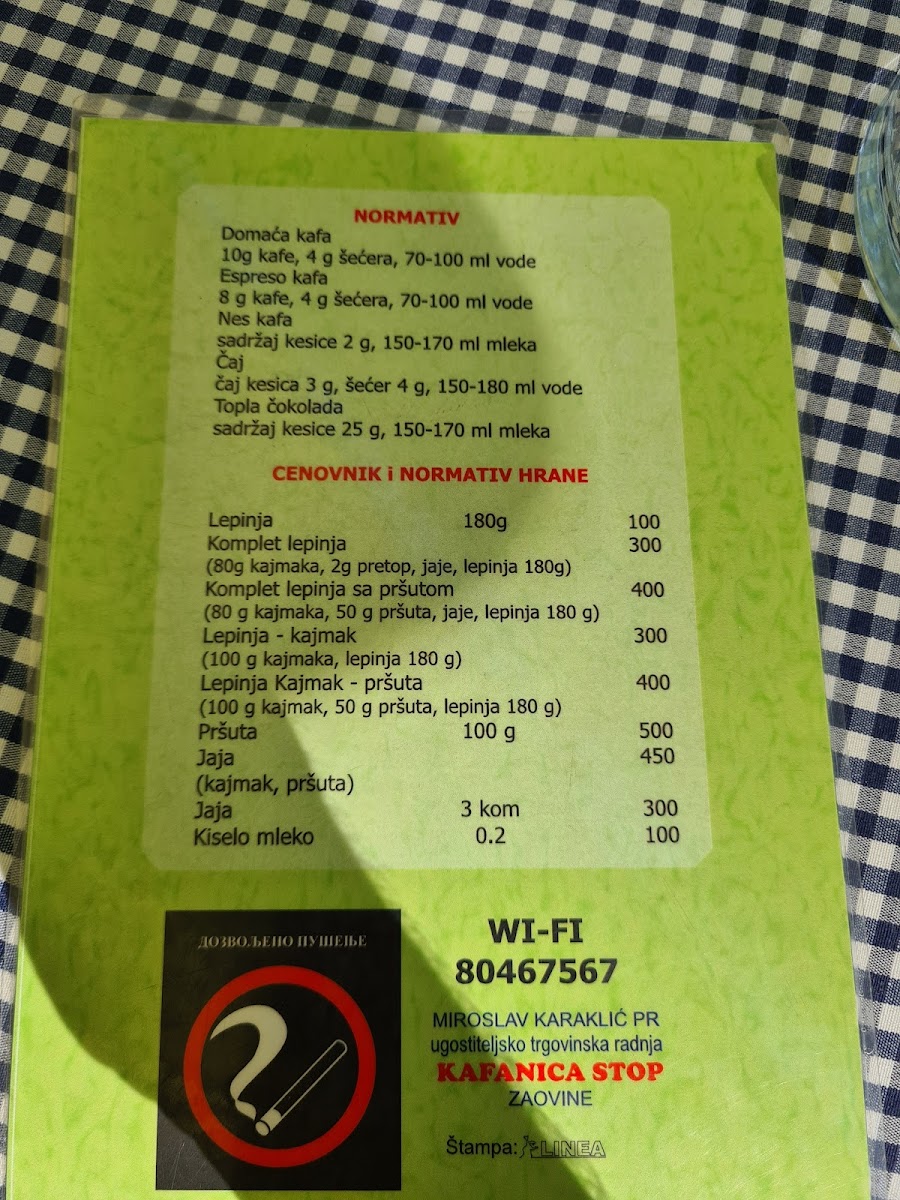 NORMATIV
Domaća kafa
10g kafe, 4 g šećera, 70-100 ml vode
Espreso kafa
8 g kafe, 4 g šećera, 70-100 ml vode
Nes kafa
sadržaj kesice 2 g, 150-170 ml mleka
Čaj
čaj kesica 3 g, šećer 4 g, 150-180 ml vode
Topla čokolada
sadržaj kesice 25 g, 150-170 ml mleka
CENOVNIK i NORMATIV HRANE
Lepinja 180g 100
Komplet lepinja 300
(80g kajmaka, 2g pretop, jaje, lepinja 180g)
Komplet lepinja sa pršutom 400
(80 g kajmaka, 50 g pršuta, jaje, lepinja 180 g)
Lepinja - kajmak 300
(100 g kajmaka, lepinja 180 g)
Lepinja Kajmak - pršuta 400
(100 g kajmak, 50 g pršuta, lepinja 180 g)
Pršuta 100 g 500
Jaja 450
(kajmak, pršuta)
Jaja 3 kom 300
Kiselo mleko 0.2 100
ДОЗВОЉЕНО ПУШЕЊЕ
WI-FI
80467567
MIROSLAV KARAKLIĆ PR
ugostiteljsko trgovinska radnja
KAFANICA STOP
ZAOVINE
Štampa: LINEA